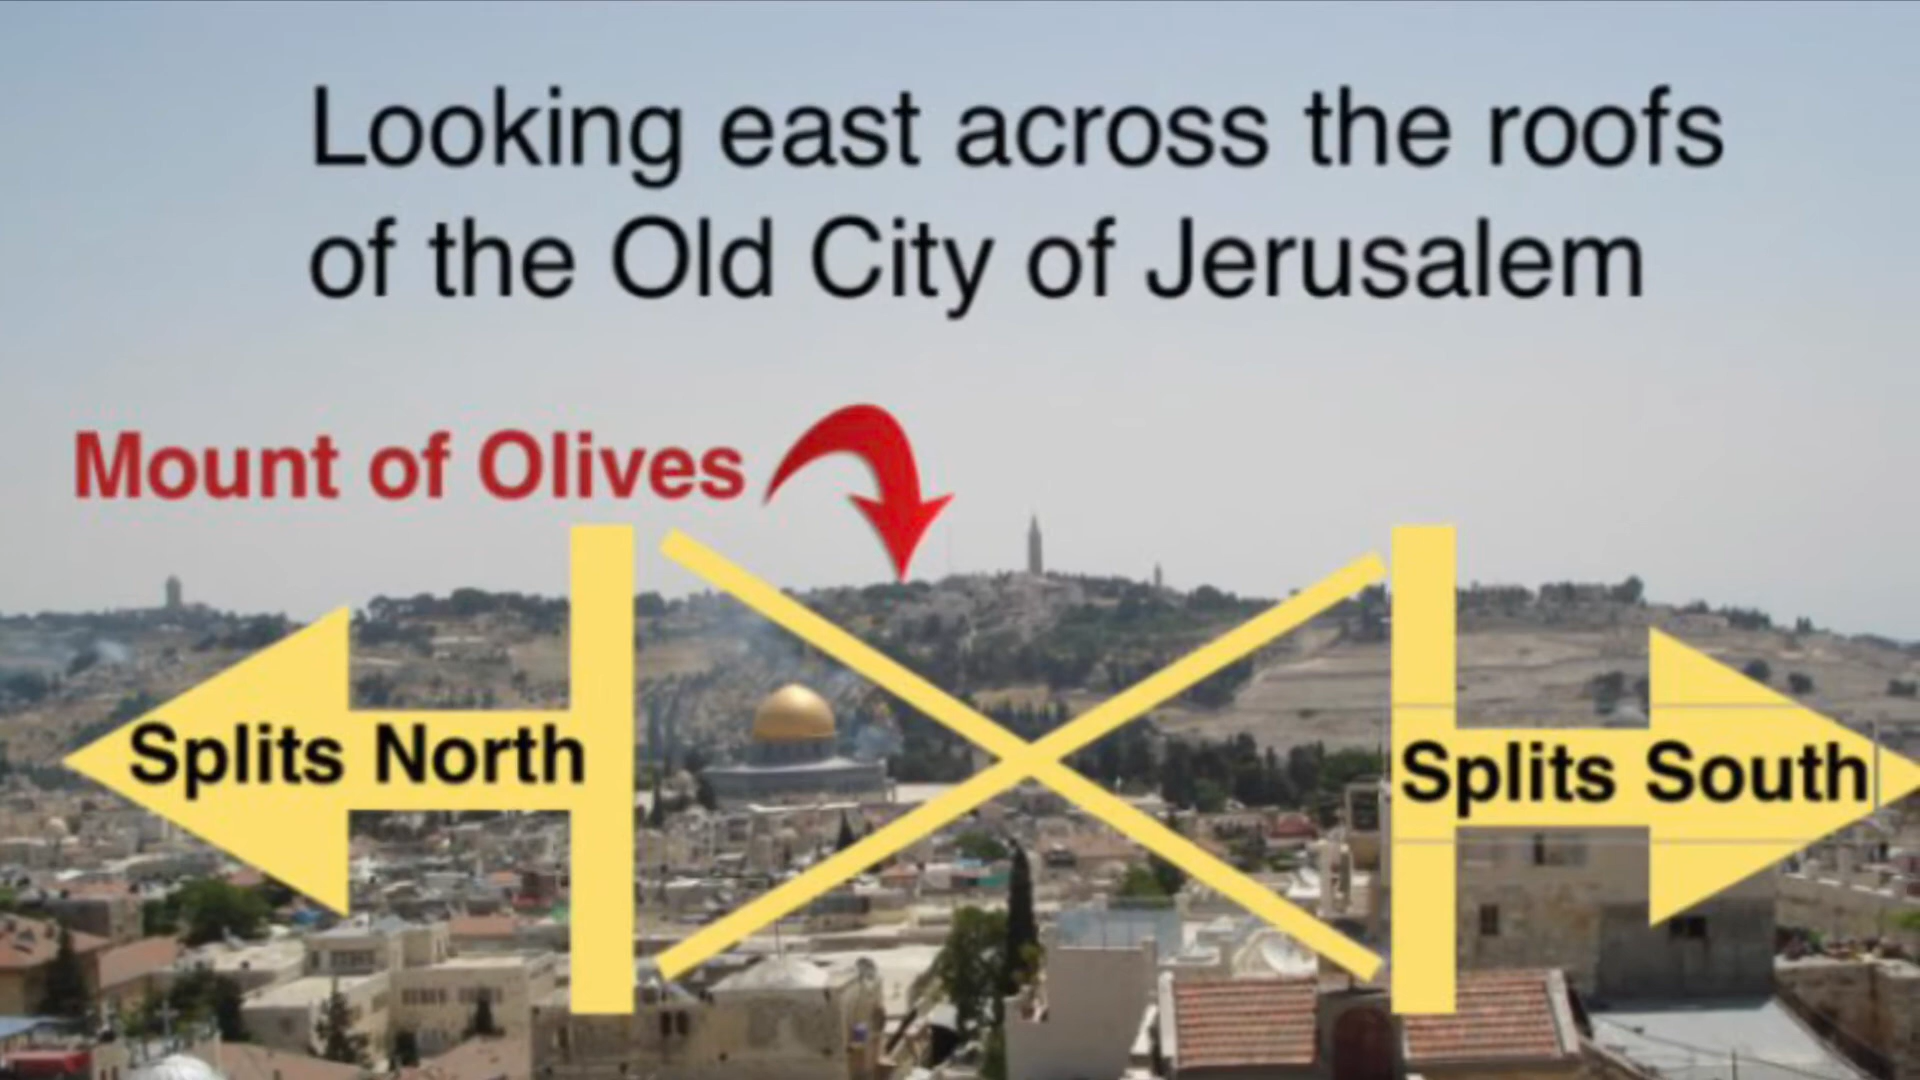 Looking east across the roofs
of the Old City of Jerusalem
Mount of Olives
Splits North
Splits South